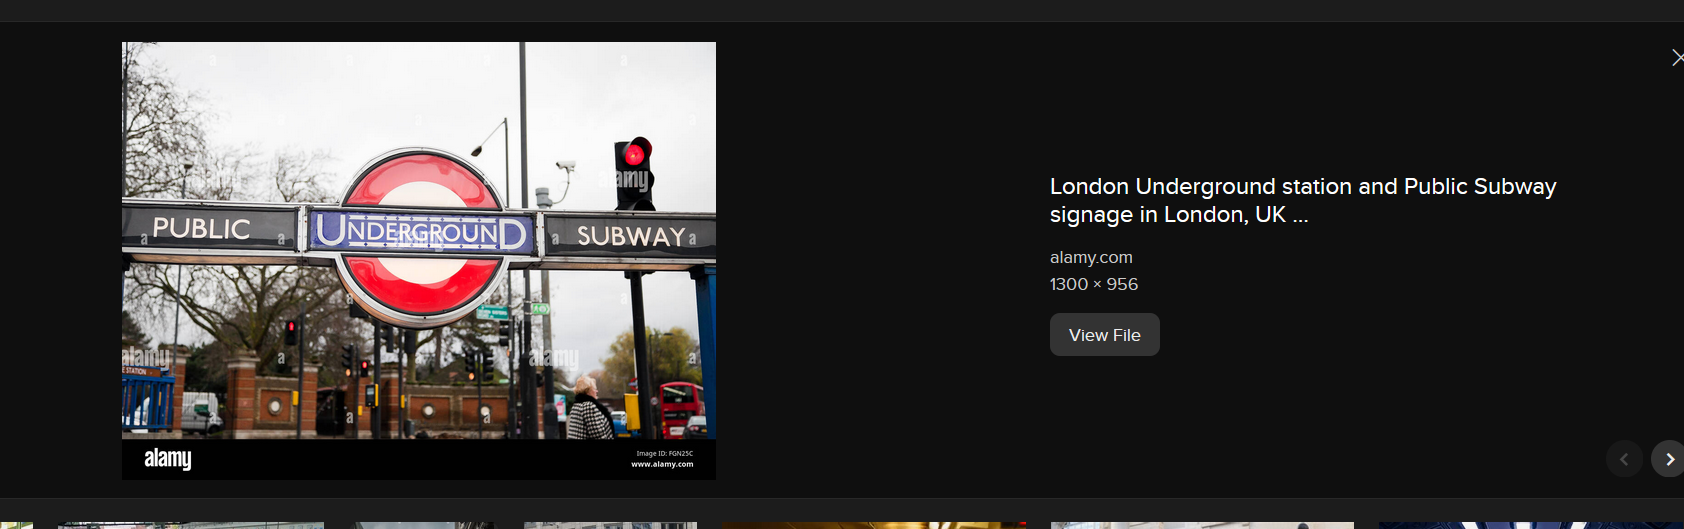 PUBLIC
UNDERGROUND
SUBWAY
E STATION
alamy
Image ID: FGN25C
www.alamy.com
London Underground station and Public Subway
signage in London, UK ...
alamy.com
1300 × 956
View File